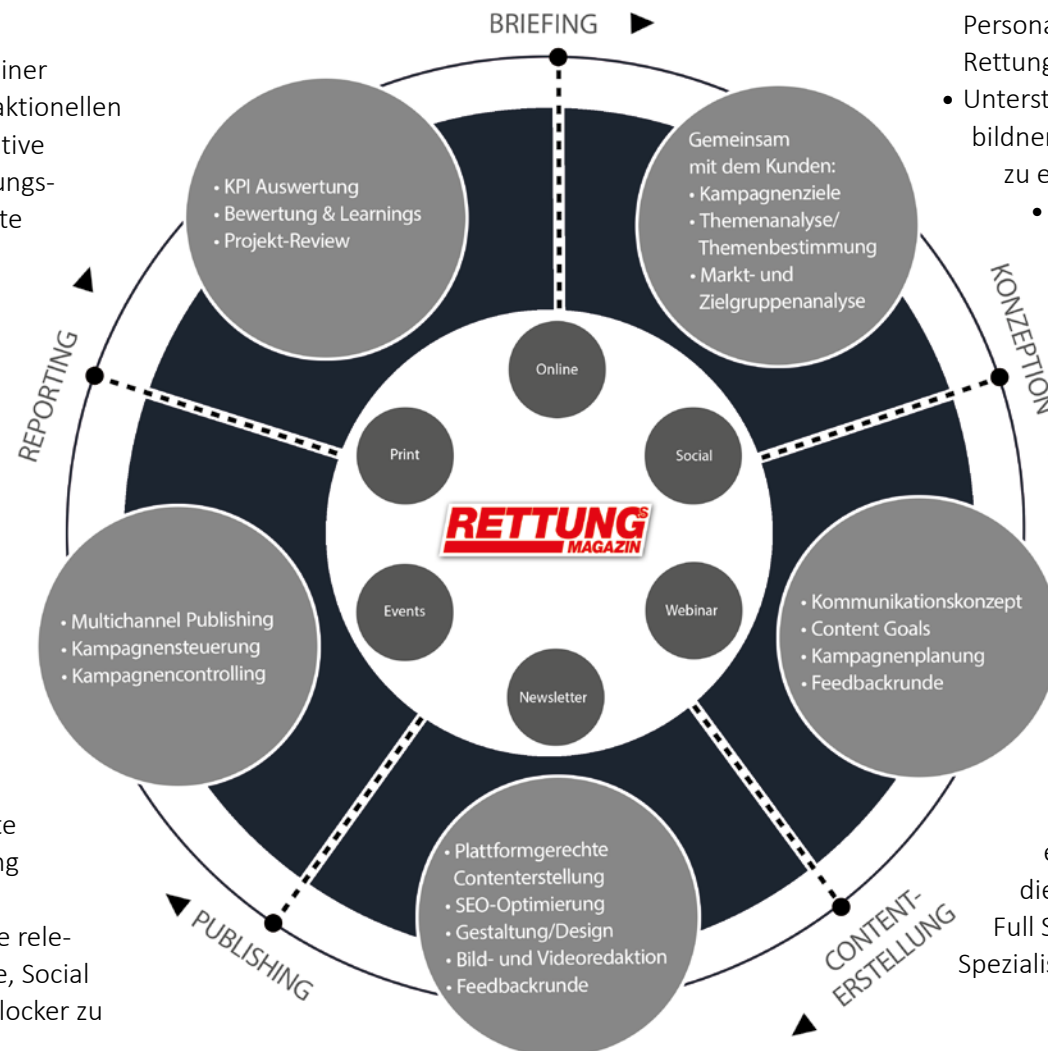 BRIEFING
Persona
Rettung
• Unterst
bildner
zu e
•
iner
aktionellen
tive
ungs-
te
• KPI Auswertung
• Bewertung & Learnings
• Projekt-Review
Gemeinsam
mit dem Kunden:
• Kampagnenziele
• Themenanalyse/
Themenbestimmung
• Markt- und
Zielgruppenanalyse
KONZEPTION
REPORTING
Online
Print
Social
RETTUNGS
MAGAZIN
Events
Webinar
Newsletter
• Multichannel Publishing
• Kampagnensteuerung
• Kampagnencontrolling
• Kommunikationskonzept
• Content Goals
• Kampagnenplanung
• Feedbackrunde
• Plattformgerechte
Contenterstellung
• SEO-Optimierung
• Gestaltung/Design
• Bild- und Videoredaktion
• Feedbackrunde
PUBLISHING
CONTENT-
ERSTELLUNG
te
ng
e rele-
e, Social
locker zu
e
die
Full S
Spezialis